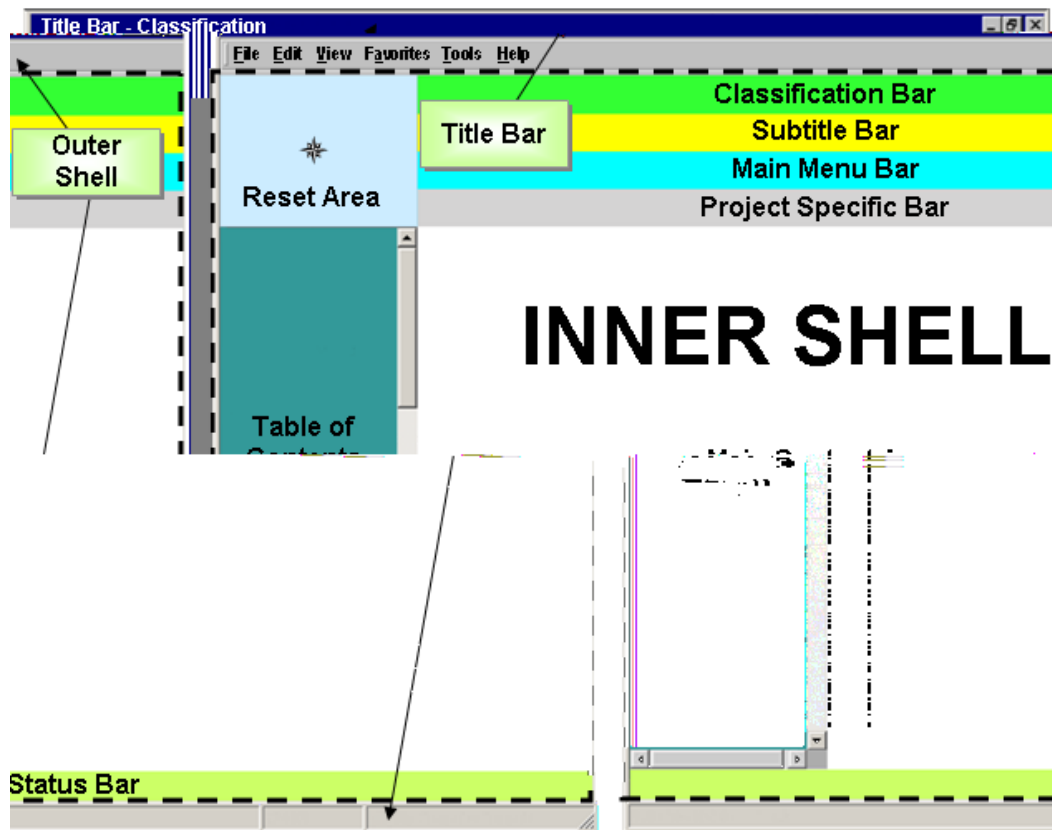 Title Bar - Classification
File Edit View Favorites Tools Help
Classification Bar
Title Bar
Subtitle Bar
Outer
Shell
Main Menu Bar
Reset Area
Project Specific Bar
INNER SHELL
Table of
Contents
Status Bar